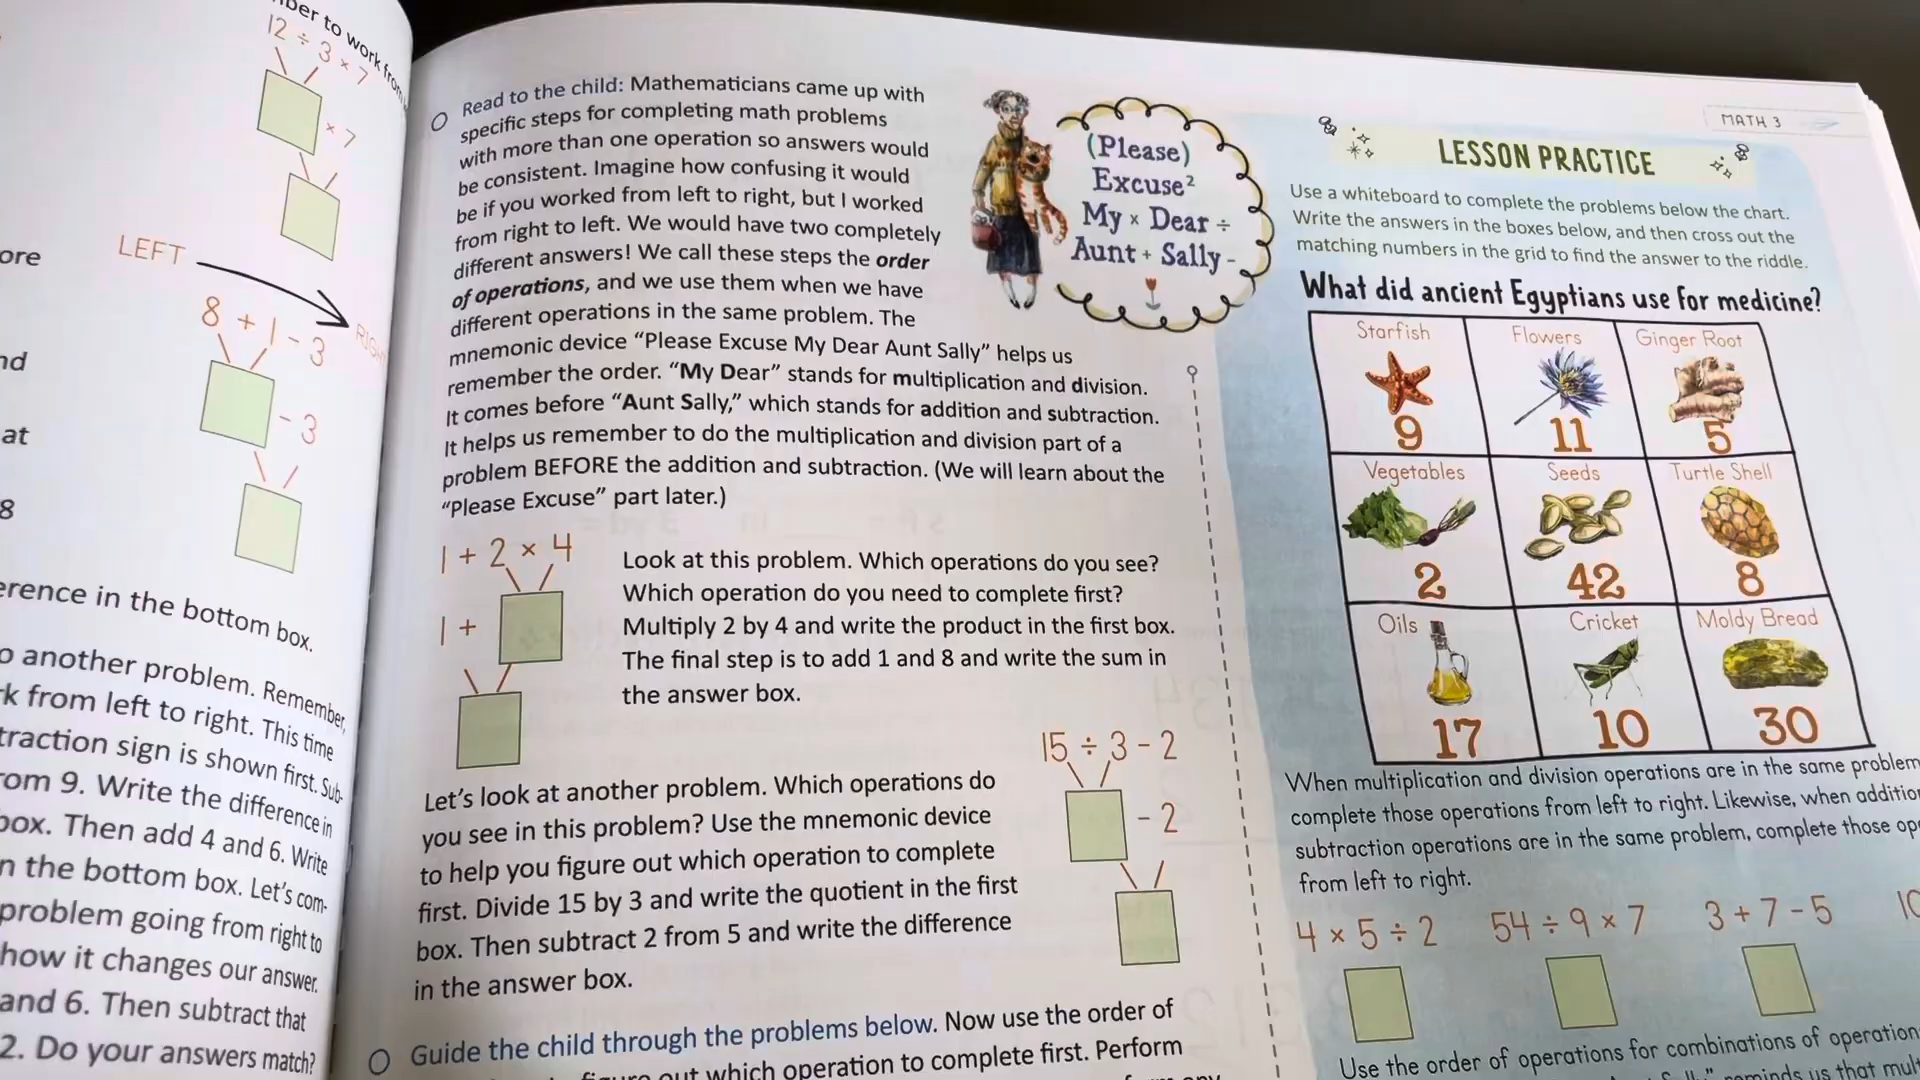 12 ÷ 3 × 7
× 7
LEFT
8 + 1 - 3
- 3
erence in the bottom box.
another problem. Remember,
from left to right. This time
traction sign is shown first. Sub-
om 9. Write the difference in
box. Then add 4 and 6. Write
n the bottom box. Let's com-
problem going from right to
how it changes our answer.
and 6. Then subtract that
2. Do your answers match?
Read to the child: Mathematicians came up with
specific steps for completing math problems
with more than one operation so answers would
be consistent. Imagine how confusing it would
be if you worked from left to right, but I worked
from right to left. We would have two completely
different answers! We call these steps the order
of operations, and we use them when we have
different operations in the same problem. The
mnemonic device “Please Excuse My Dear Aunt Sally” helps us
remember the order. “My Dear” stands for multiplication and division.
It comes before “Aunt Sally,” which stands for addition and subtraction.
It helps us remember to do the multiplication and division part of a
problem BEFORE the addition and subtraction. (We will learn about the
“Please Excuse” part later.)
(Please)
Excuse²
My × Dear ÷
Aunt + Sally -
1 + 2 × 4
1 +
Look at this problem. Which operations do you see?
Which operation do you need to complete first?
Multiply 2 by 4 and write the product in the first box.
The final step is to add 1 and 8 and write the sum in
the answer box.
Let's look at another problem. Which operations do
you see in this problem? Use the mnemonic device
to help you figure out which operation to complete
first. Divide 15 by 3 and write the quotient in the first
box. Then subtract 2 from 5 and write the difference
in the answer box.
15 ÷ 3 - 2
- 2
Guide the child through the problems below. Now use the order of
out which operation to complete first. Perform
MATH 3
LESSON PRACTICE
Use a whiteboard to complete the problems below the chart.
Write the answers in the boxes below, and then cross out the
matching numbers in the grid to find the answer to the riddle.
What did ancient Egyptians use for medicine?
Starfish Flowers Ginger Root
9 11 5
Vegetables Seeds Turtle Shell
2 42 8
Oils Cricket Moldy Bread
17 10 30
When multiplication and division operations are in the same problem
complete those operations from left to right. Likewise, when additio
subtraction operations are in the same problem, complete those op
from left to right.
4 × 5 ÷ 2 54 ÷ 9 × 7 3 + 7 - 5
Use the order of operations for combinations of operation